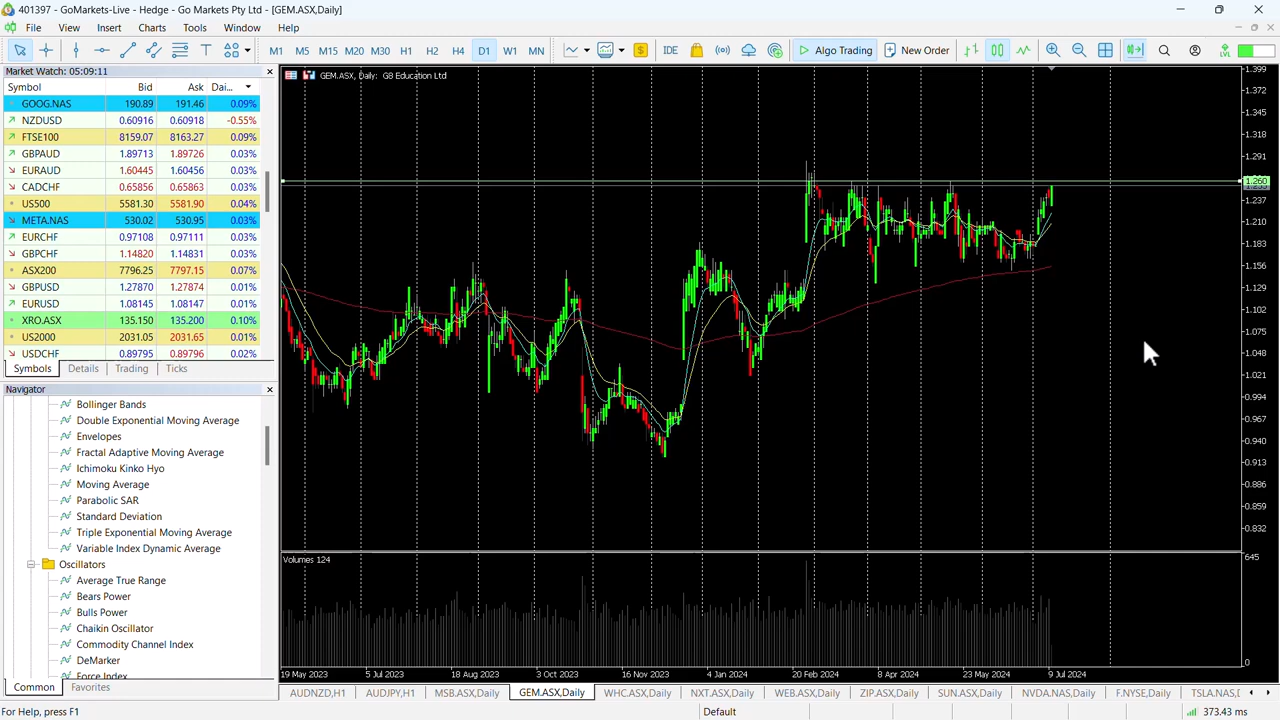 401397 - GoMarkets-Live - Hedge - Go Markets Pty Ltd - [GEM.ASX,Daily]
File View Insert Charts Tools Window Help
M1 M5 M15 M20 M30 H1 H2 H4 D1 W1 MN IDE Algo Trading New Order LVL
Market Watch: 05:09:11
Symbol Bid Ask Dai...
GOOG.NAS 190.89 191.46 0.09%
NZDUSD 0.60916 0.60918 -0.55%
FTSE100 8159.07 8163.27 0.09%
GBPAUD 1.89713 1.89726 0.03%
EURAUD 1.60445 1.60456 0.03%
CADCHF 0.65856 0.65863 0.03%
US500 5581.30 5581.90 0.04%
META.NAS 530.02 530.95 0.03%
EURCHF 0.97108 0.97111 0.03%
GBPCHF 1.14820 1.14831 0.03%
ASX200 7796.25 7797.15 0.07%
GBPUSD 1.27870 1.27874 0.01%
EURUSD 1.08145 1.08147 0.01%
XRO.ASX 135.150 135.200 0.10%
US2000 2031.05 2031.65 0.01%
USDCHF 0.89795 0.89796 0.02%
Symbols Details Trading Ticks
Navigator
Bollinger Bands
Double Exponential Moving Average
Envelopes
Fractal Adaptive Moving Average
Ichimoku Kinko Hyo
Moving Average
Parabolic SAR
Standard Deviation
Triple Exponential Moving Average
Variable Index Dynamic Average
Oscillators
Average True Range
Bears Power
Bulls Power
Chaikin Oscillator
Commodity Channel Index
DeMarker
Force Index
Common Favorites
GEM.ASX, Daily: G8 Education Ltd
1.399
1.372
1.345
1.318
1.291
1.260
1.237
1.210
1.183
1.156
1.129
1.102
1.075
1.048
1.021
0.994
0.967
0.940
0.913
0.886
0.859
0.832
Volumes 124
645
0
19 May 2023 5 Jul 2023 18 Aug 2023 3 Oct 2023 16 Nov 2023 4 Jan 2024 20 Feb 2024 8 Apr 2024 23 May 2024 9 Jul 2024
AUDNZD,H1 AUDJPY,H1 MSB.ASX,Daily GEM.ASX,Daily WHC.ASX,Daily NXT.ASX,Daily WEB.ASX,Daily ZIP.ASX,Daily SUN.ASX,Daily NVDA.NAS,Daily F.NYSE,Daily TSLA.NAS,
For Help, press F1 Default 373.43 ms